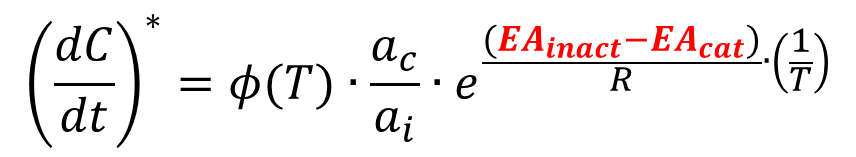 (dC/dt)* = ϕ(T) · a_c/a_i · e^((EA_inact−EA_cat)/R·(1/T))